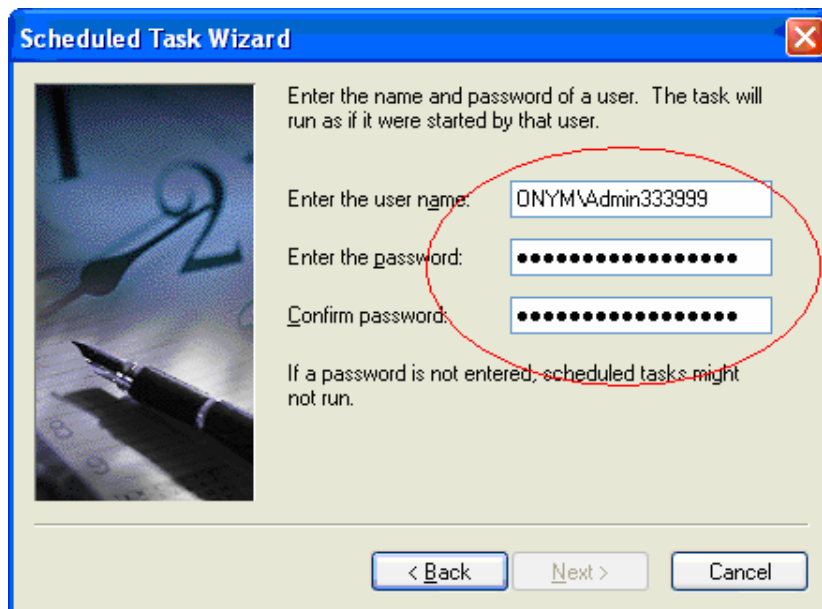 Scheduled Task Wizard
Enter the name and password of a user. The task will
run as if it were started by that user.
Enter the user name: ONYM\Admin333999
Enter the password: •••••••••••••••••
Confirm password: •••••••••••••••••
If a password is not entered, scheduled tasks might
not run.
< Back Next > Cancel
2